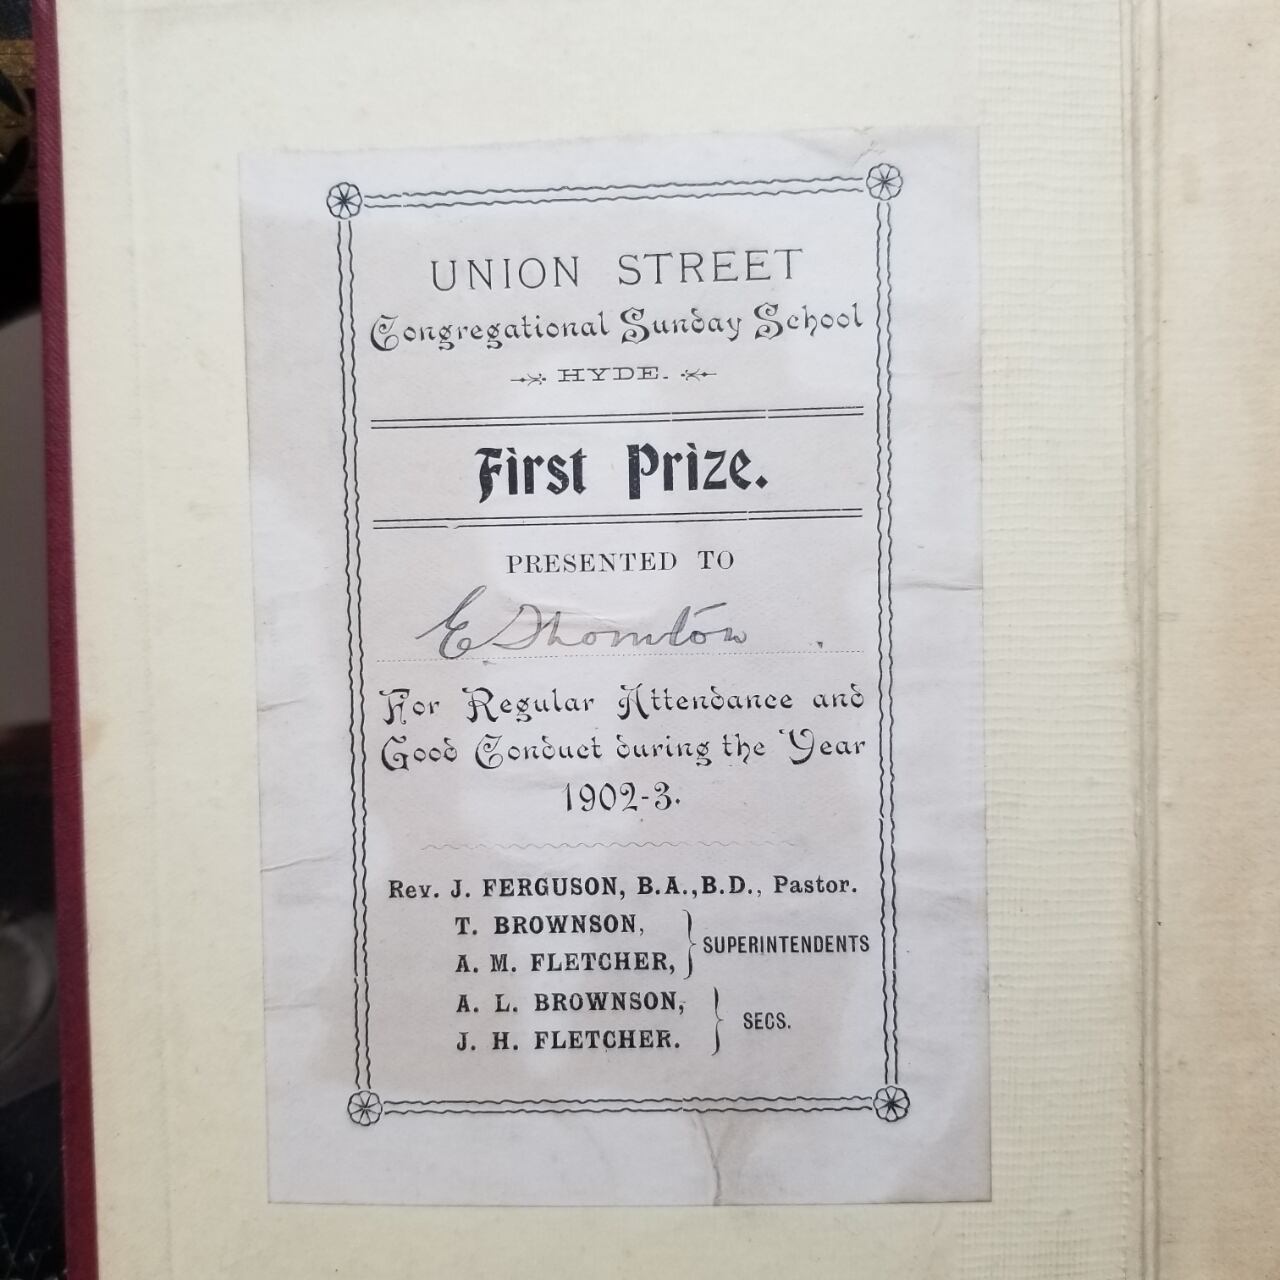 UNION STREET
Congregational Sunday School
HYDE.
First Prize.
PRESENTED TO
E. Thornton.
For Regular Attendance and
Good Conduct during the Year
1902-3.
Rev. J. FERGUSON, B.A., B.D., Pastor.
T. BROWNSON,
A. M. FLETCHER,
SUPERINTENDENTS
A. L. BROWNSON,
J. H. FLETCHER.
SECS.